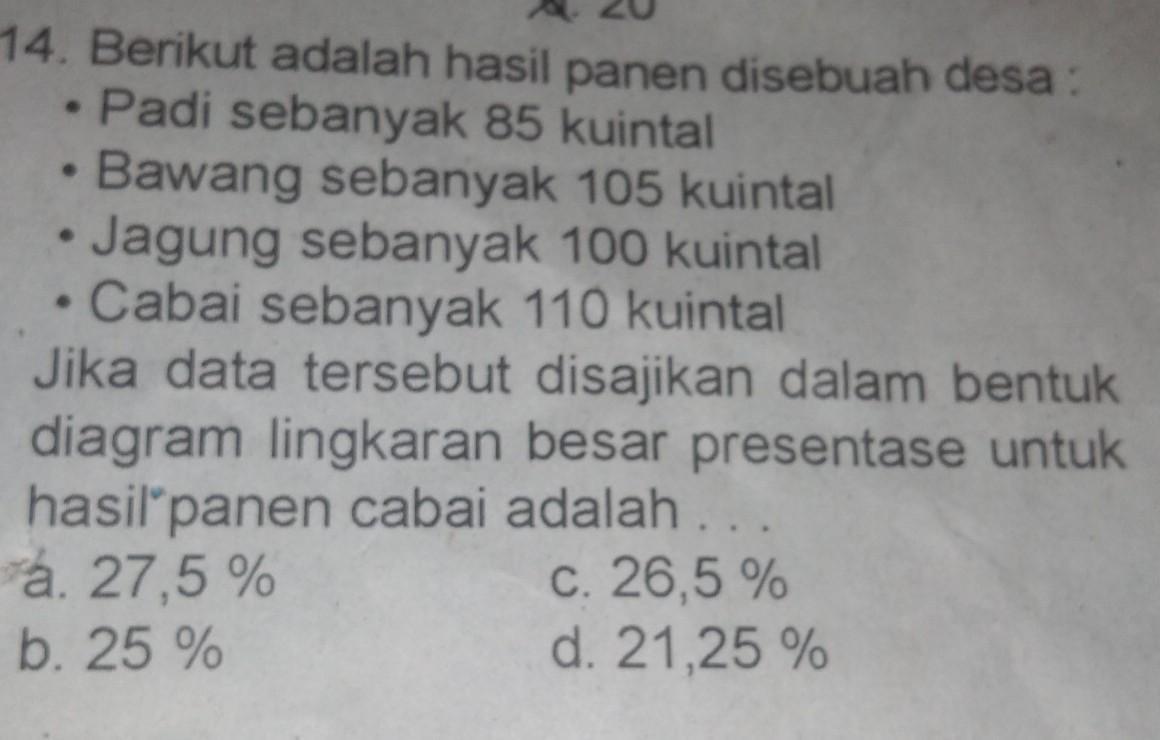 20
14. Berikut adalah hasil panen disebuah desa :
• Padi sebanyak 85 kuintal
• Bawang sebanyak 105 kuintal
• Jagung sebanyak 100 kuintal
• Cabai sebanyak 110 kuintal
Jika data tersebut disajikan dalam bentuk
diagram lingkaran besar presentase untuk
hasil panen cabai adalah . . .
a. 27,5 % c. 26,5 %
b. 25 % d. 21,25 %